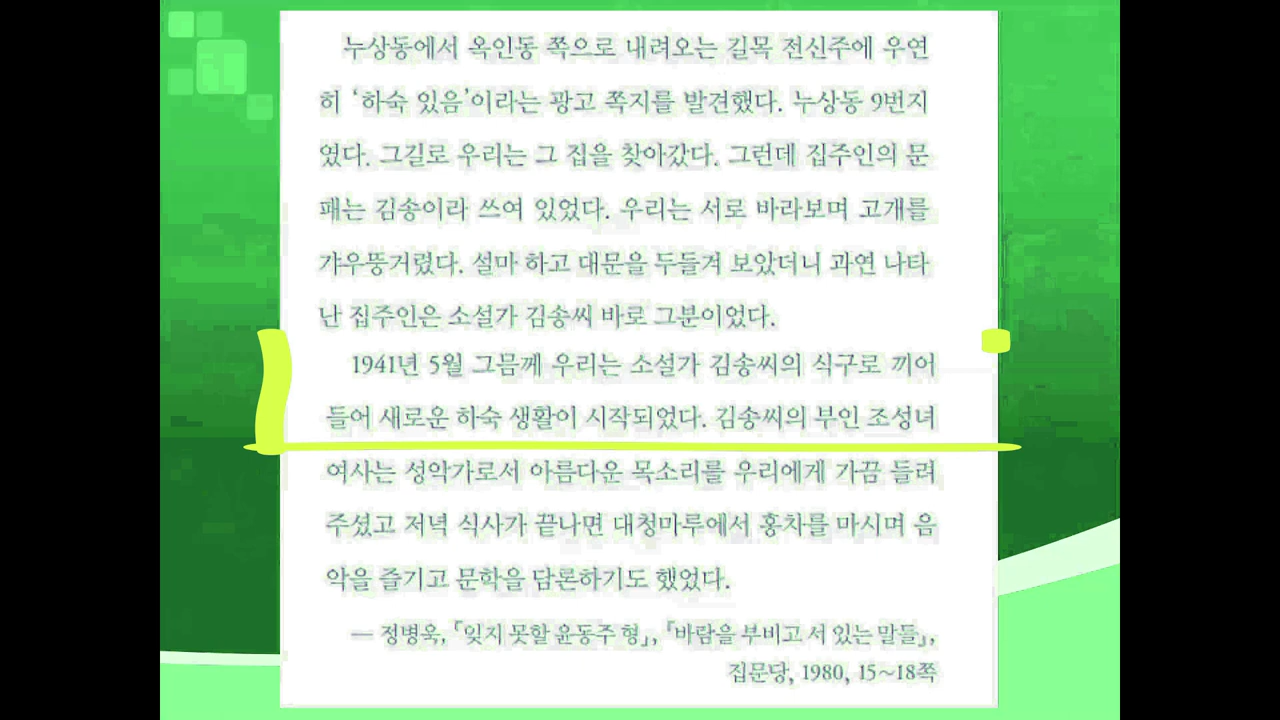 누상동에서 옥인동 쪽으로 내려오는 길목 전신주에 우연
히 ‘하숙 있음’이라는 광고 쪽지를 발견했다. 누상동 9번지
였다. 그길로 우리는 그 집을 찾아갔다. 그런데 집주인의 문
패는 김송이라 쓰여 있었다. 우리는 서로 바라보며 고개를
갸우뚱거렸다. 설마 하고 대문을 두들겨 보았더니 과연 나타
난 집주인은 소설가 김송씨 바로 그분이었다.
1941년 5월 그믐께 우리는 소설가 김송씨의 식구로 끼어
들어 새로운 하숙 생활이 시작되었다. 김송씨의 부인 조성녀
여사는 성악가로서 아름다운 목소리를 우리에게 가끔 들려
주셨고 저녁 식사가 끝나면 대청마루에서 홍차를 마시며 음
악을 즐기고 문학을 담론하기도 했었다.
— 정병욱, 「잊지 못할 윤동주 형」, 『바람을 부비고 서 있는 말들』,
집문당, 1980, 15~18쪽